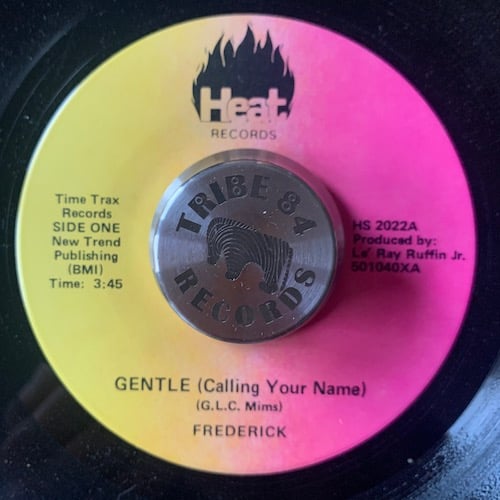 Heat
RECORDS
Time Trax
Records
SIDE ONE
New Trend
Publishing
(BMI)
Time: 3:45
TRIBE 84
RECORDS
HS 2022A
Produced by:
Le' Ray Ruffin Jr.
501040XA
GENTLE (Calling Your Name)
(G.L.C. Mims)
FREDERICK